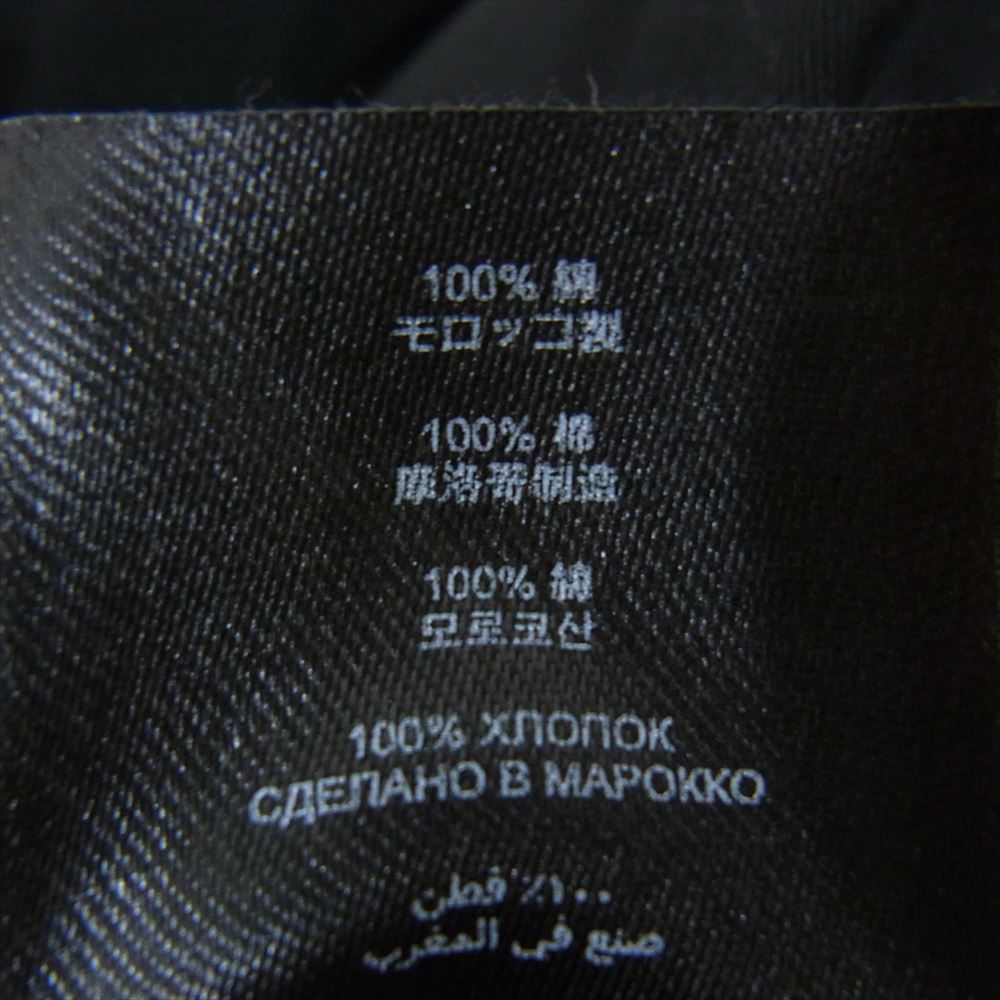 100% 綿
モロッコ製
100% 棉
摩洛哥制造
100% 綿
모로코산
100% ХЛОПОК
СДЕЛАНО В МАРОККО
١٠٠٪ قطن
صنع في المغرب